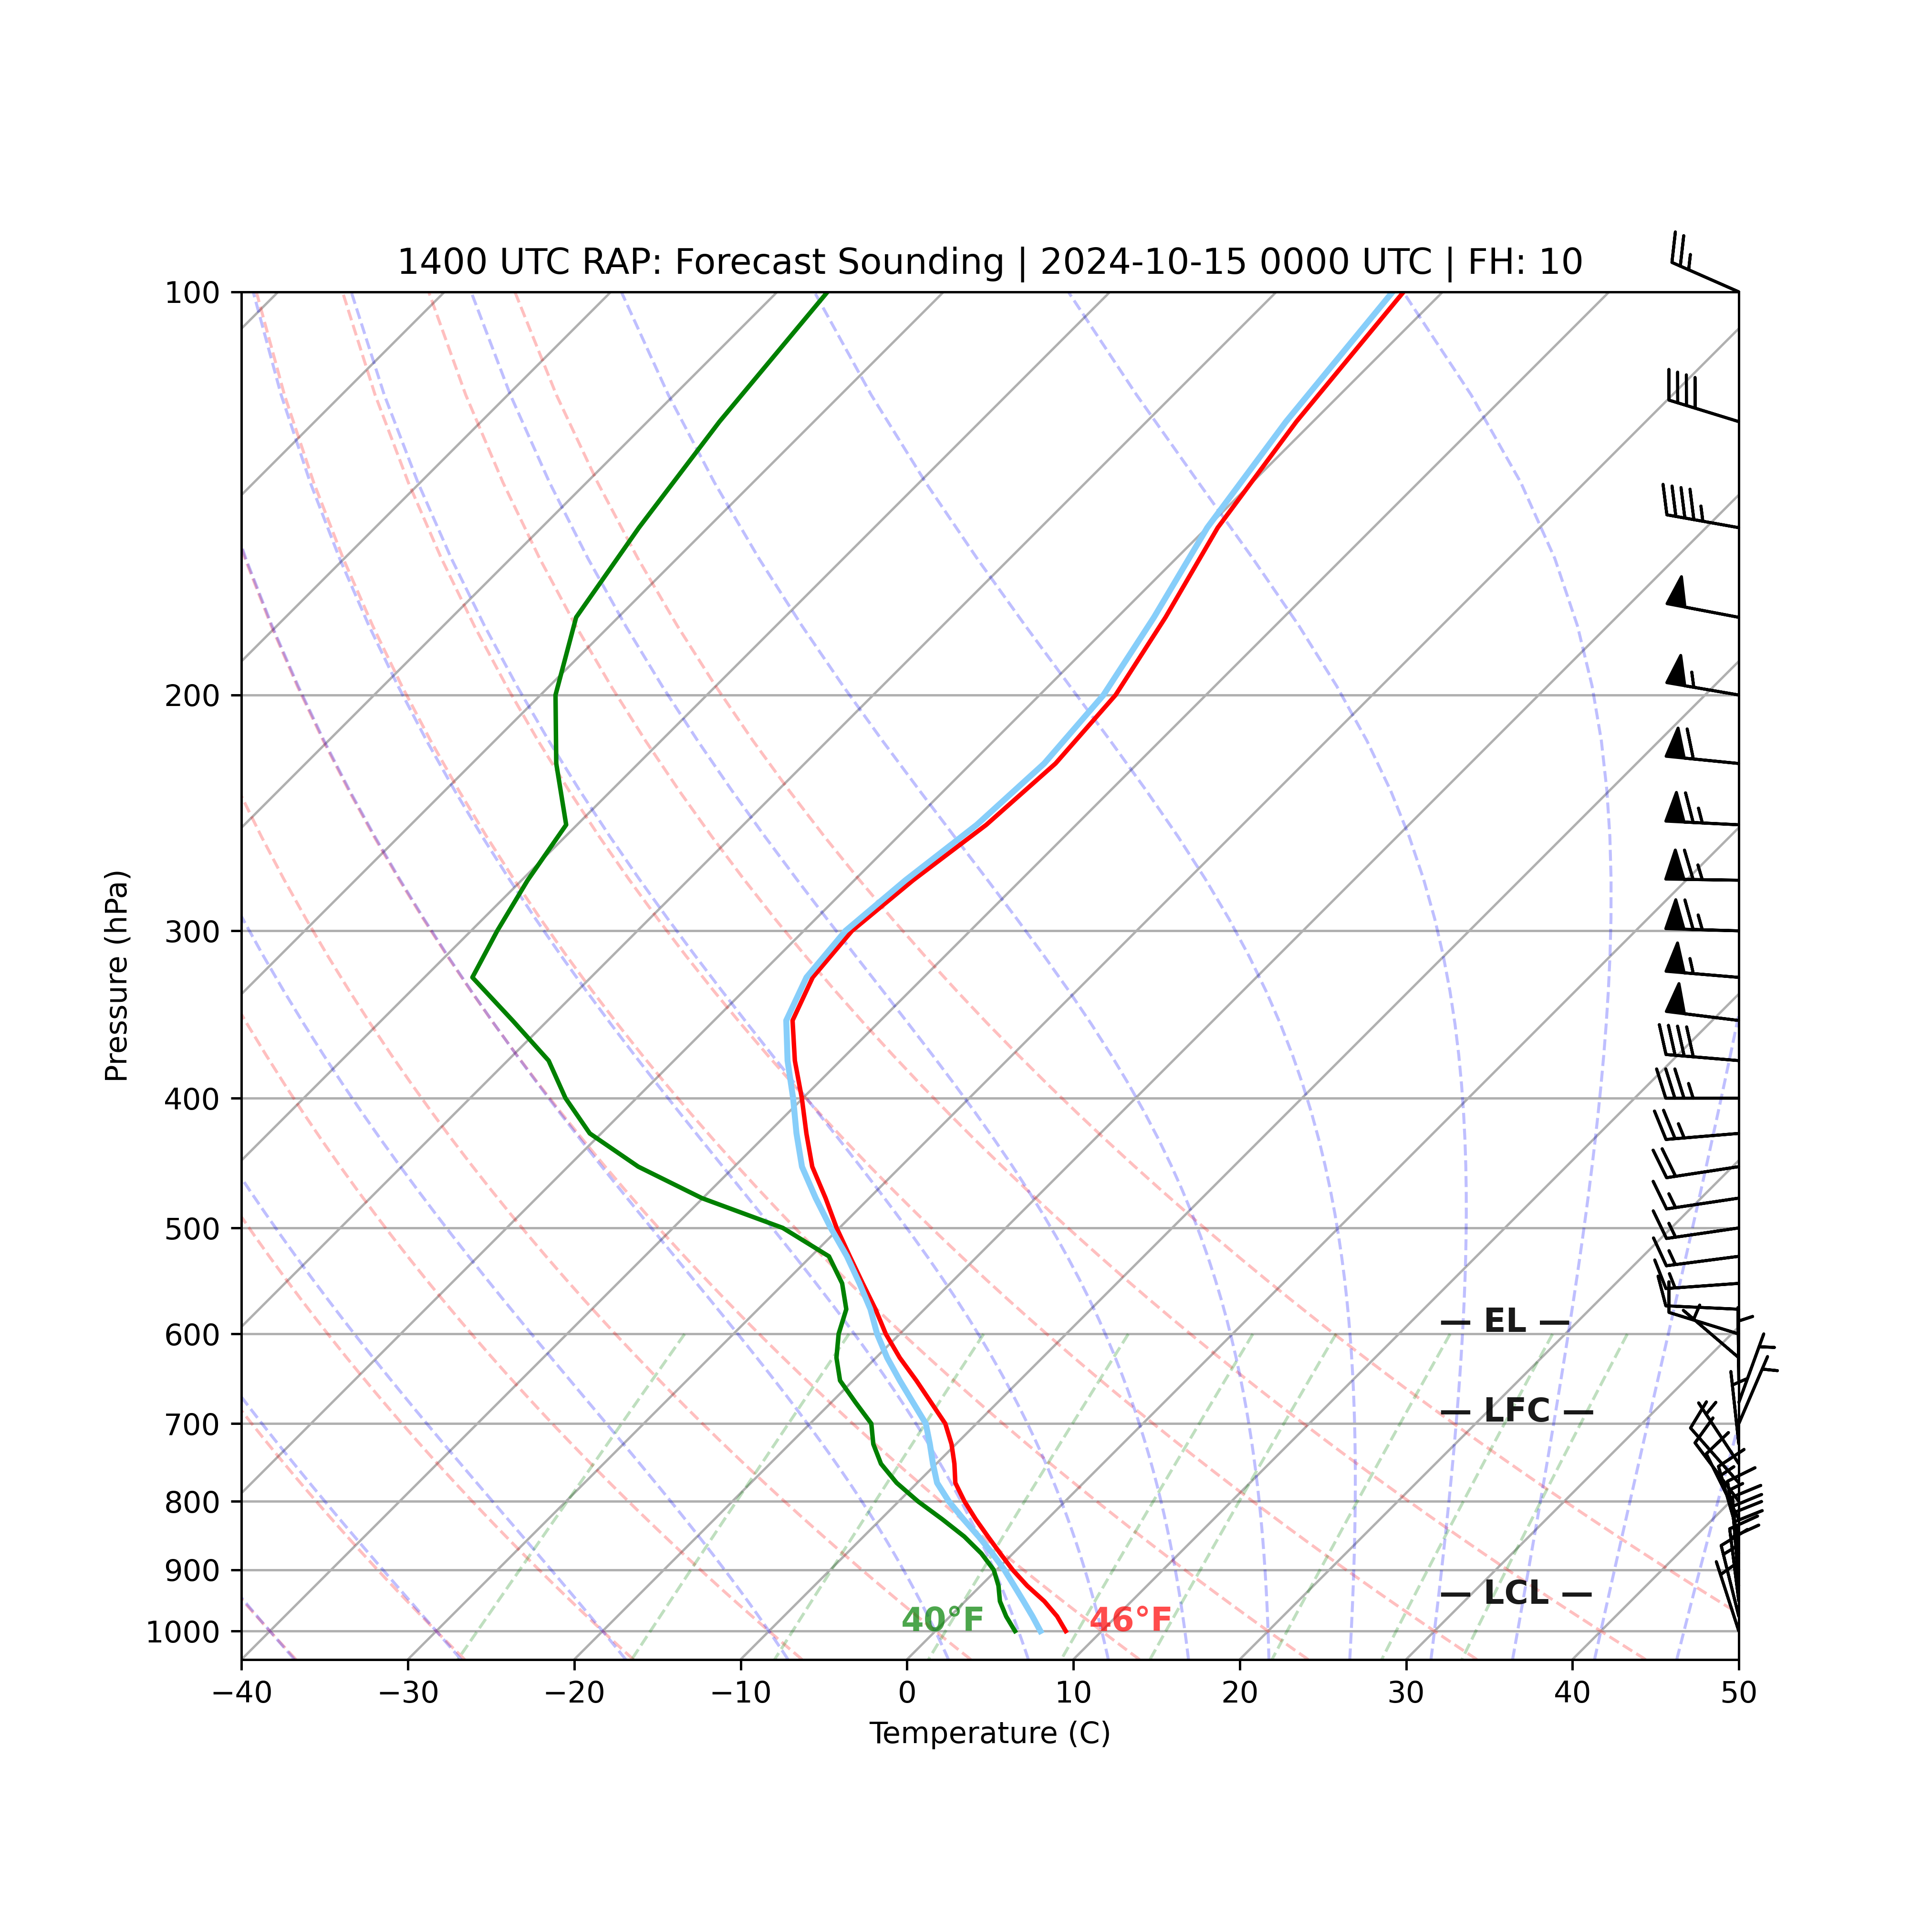 1400 UTC RAP: Forecast Sounding | 2024-10-15 0000 UTC | FH: 10
100
200
300
400
500
600
700
800
900
1000
Pressure (hPa)
— EL —
— LFC —
— LCL —
40°F
46°F
−40 −30 −20 −10 0 10 20 30 40 50
Temperature (C)